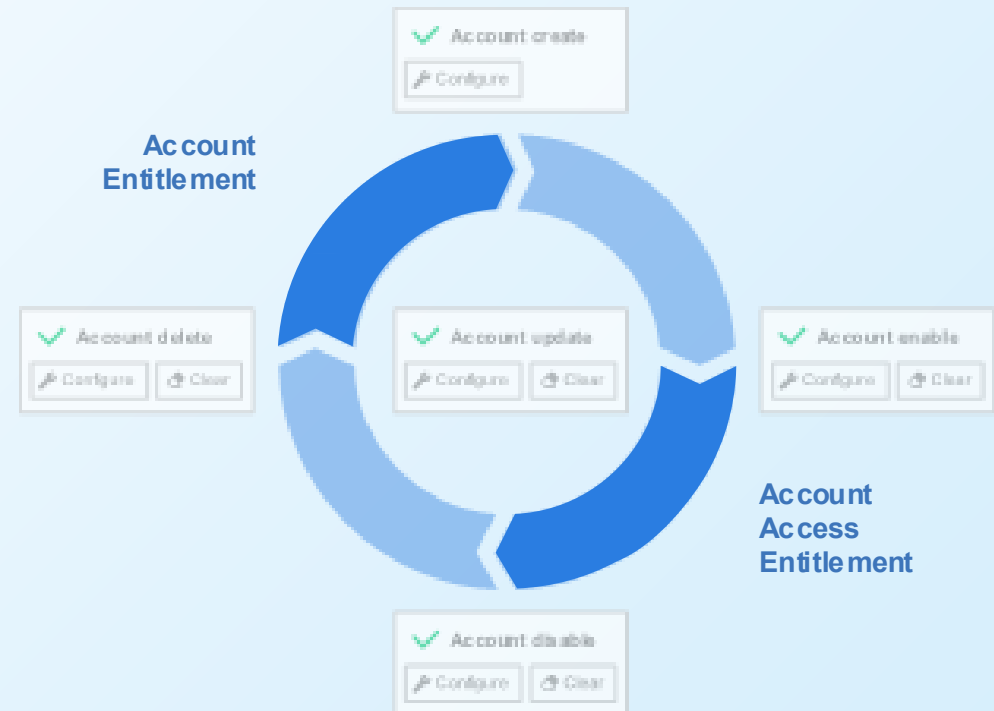 Account create
Configure
Account
Entitlement
Account delete
Configure Clear
Account update
Configure Clear
Account enable
Configure Clear
Account
Access
Entitlement
Account disable
Configure Clear